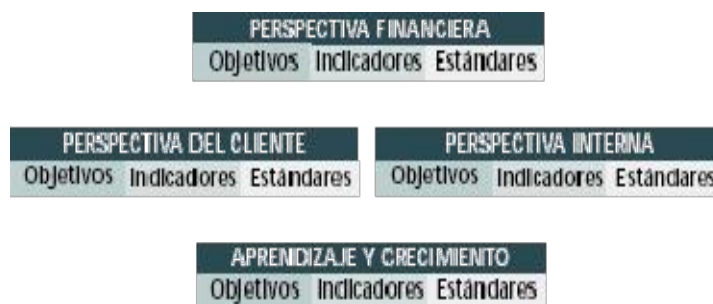 PERSPECTIVA FINANCIERA
Objetivos Indicadores Estándares
PERSPECTIVA DEL CLIENTE
Objetivos Indicadores Estándares
PERSPECTIVA INTERNA
Objetivos Indicadores Estándares
APRENDIZAJE Y CRECIMIENTO
Objetivos Indicadores Estándares